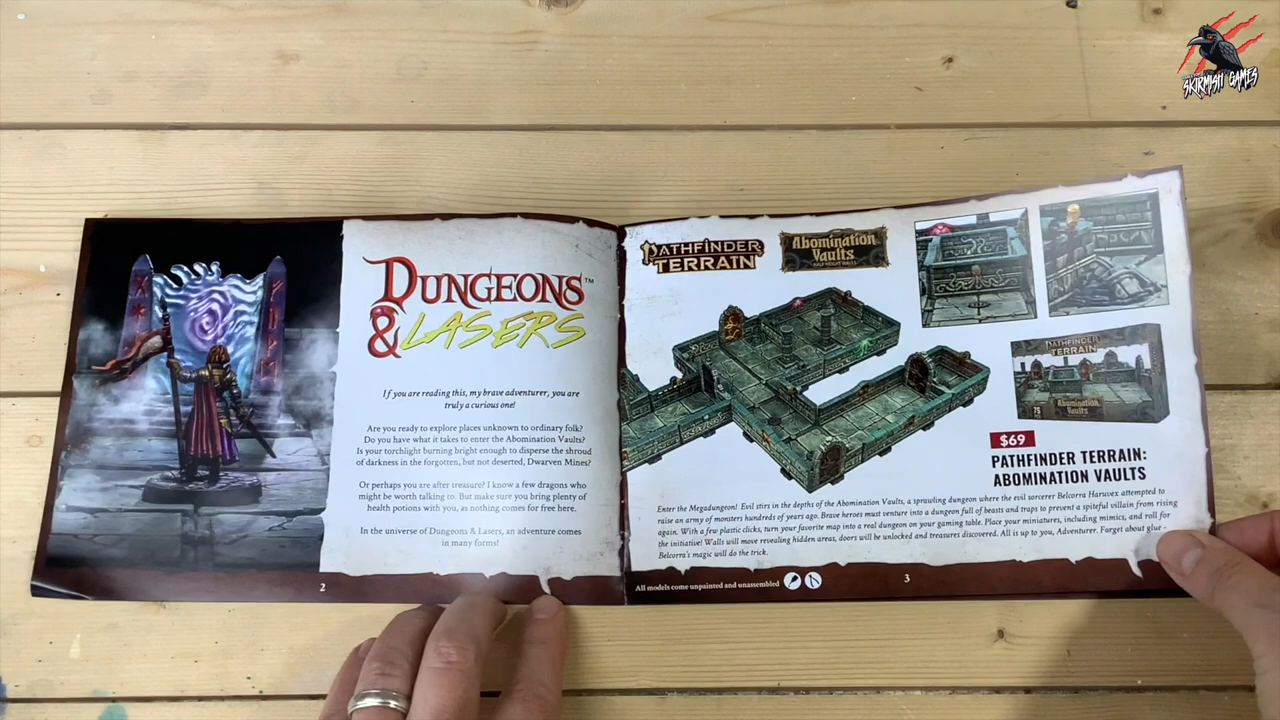 SKIRMISH GAMES
DUNGEONS™
& LASERS
If you are reading this, my brave adventurer, you are
truly a curious one!
Are you ready to explore places unknown to ordinary folk?
Do you have what it takes to enter the Abomination Vaults?
Is your torchlight burning bright enough to disperse the shroud
of darkness in the forgotten, but not deserted, Dwarven Mines?
Or perhaps you are after treasure? I know a few dragons who
might be worth talking to. But make sure you bring plenty of
health potions with you, as nothing comes for free here.
In the universe of Dungeons & Lasers, an adventure comes
in many forms!
2
PATHFINDER
TERRAIN
Abomination
Vaults
HALF HEIGHT WALLS
PATHFINDER
TERRAIN
Abomination
Vaults
$69
PATHFINDER TERRAIN:
ABOMINATION VAULTS
Enter the Megadungeon! Evil stirs in the depths of the Abomination Vaults, a sprawling dungeon where the evil sorcerer Belcorra Haruvex attempted to
raise an army of monsters hundreds of years ago. Brave heroes must venture into a dungeon full of beasts and traps to prevent a spiteful villain from rising
again. With a few plastic clicks, turn your favorite map into a real dungeon on your gaming table. Place your miniatures, including mimics, and roll for
the initiative! Walls will move revealing hidden areas, doors will be unlocked and treasures discovered. All is up to you, Adventurer. Forget about glue -
Belcorra's magic will do the trick.
All models come unpainted and unassembled
3